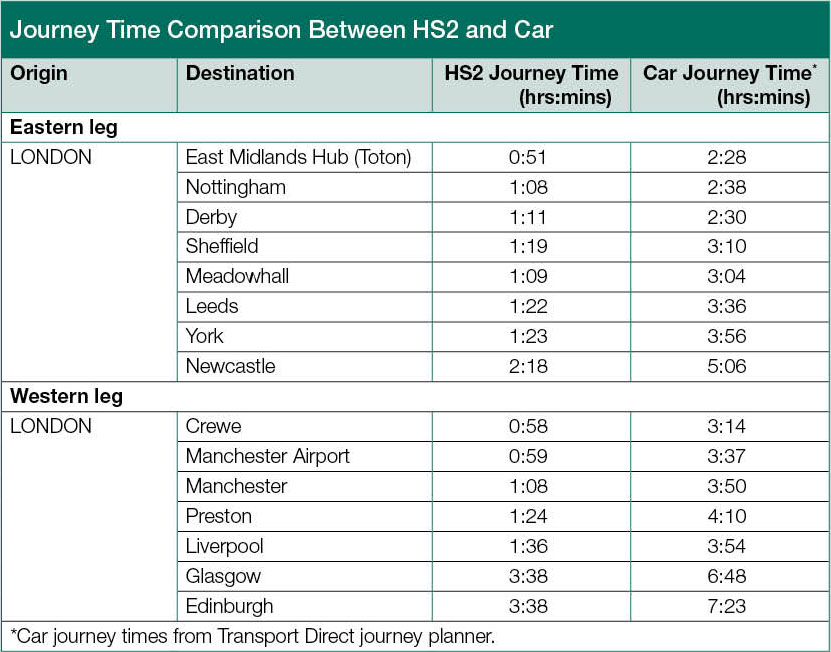 Journey Time Comparison Between HS2 and Car
Origin Destination HS2 Journey Time (hrs:mins) Car Journey Time* (hrs:mins)
Eastern leg
LONDON East Midlands Hub (Toton) 0:51 2:28
Nottingham 1:08 2:38
Derby 1:11 2:30
Sheffield 1:19 3:10
Meadowhall 1:09 3:04
Leeds 1:22 3:36
York 1:23 3:56
Newcastle 2:18 5:06
Western leg
LONDON Crewe 0:58 3:14
Manchester Airport 0:59 3:37
Manchester 1:08 3:50
Preston 1:24 4:10
Liverpool 1:36 3:54
Glasgow 3:38 6:48
Edinburgh 3:38 7:23
*Car journey times from Transport Direct journey planner.